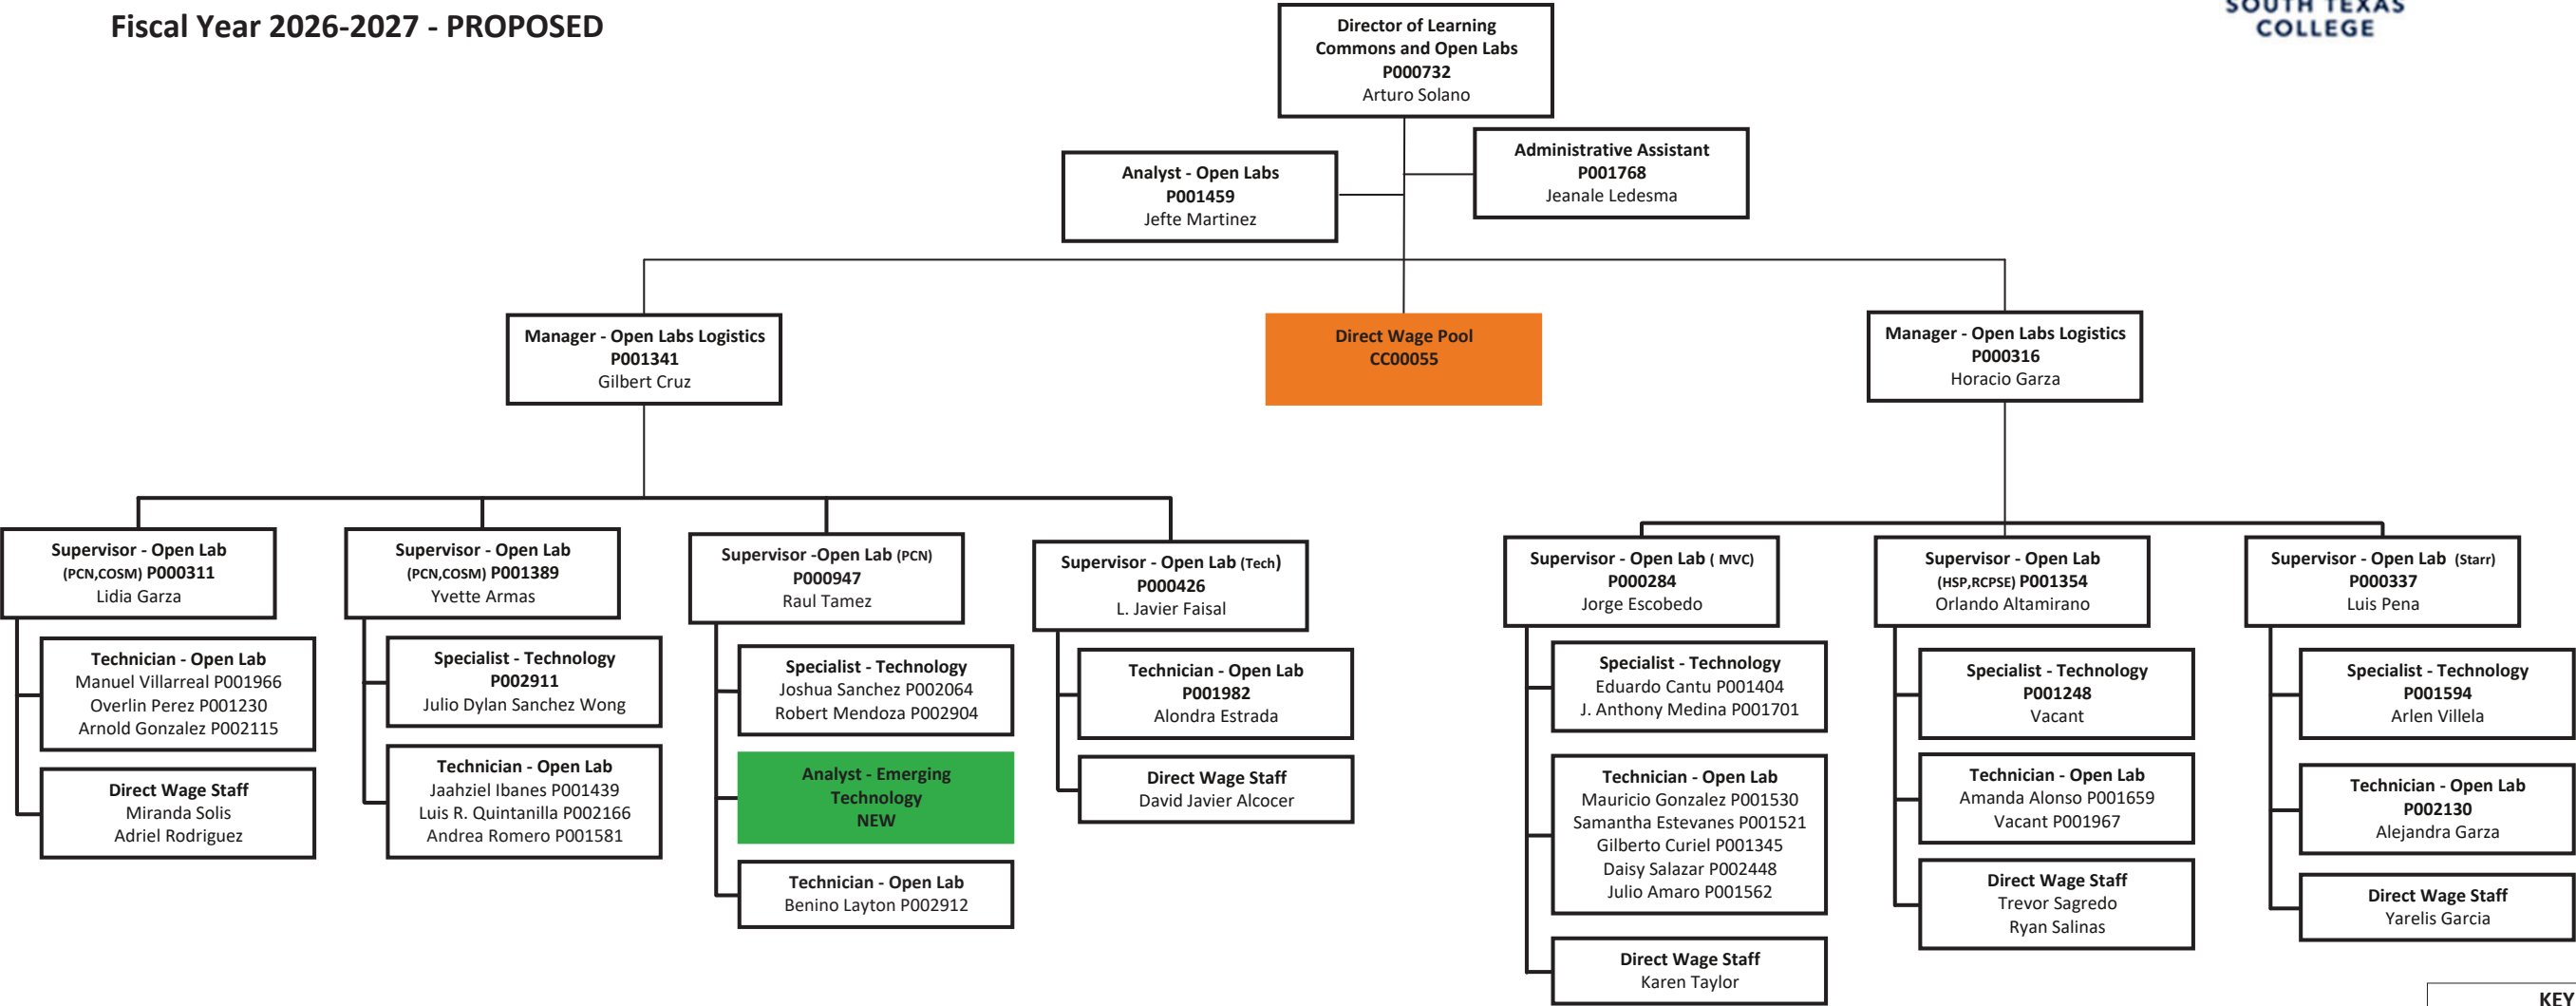 Fiscal Year 2026-2027 - PROPOSED
SOUTH TEXAS
COLLEGE
Director of Learning
Commons and Open Labs
P000732
Arturo Solano
Analyst - Open Labs
P001459
Jefte Martinez
Administrative Assistant
P001768
Jeanale Ledesma
Manager - Open Labs Logistics
P001341
Gilbert Cruz
Direct Wage Pool
CC00055
Manager - Open Labs Logistics
P000316
Horacio Garza
Supervisor - Open Lab
(PCN,COSM) P000311
Lidia Garza
Technician - Open Lab
Manuel Villarreal P001966
Overlin Perez P001230
Arnold Gonzalez P002115
Direct Wage Staff
Miranda Solis
Adriel Rodriguez
Supervisor - Open Lab
(PCN,COSM) P001389
Yvette Armas
Specialist - Technology
P002911
Julio Dylan Sanchez Wong
Technician - Open Lab
Jaahziel Ibanes P001439
Luis R. Quintanilla P002166
Andrea Romero P001581
Supervisor -Open Lab (PCN)
P000947
Raul Tamez
Specialist - Technology
Joshua Sanchez P002064
Robert Mendoza P002904
Analyst - Emerging
Technology
NEW
Technician - Open Lab
Benino Layton P002912
Supervisor - Open Lab (Tech)
P000426
L. Javier Faisal
Technician - Open Lab
P001982
Alondra Estrada
Direct Wage Staff
David Javier Alcocer
Supervisor - Open Lab ( MVC)
P000284
Jorge Escobedo
Specialist - Technology
Eduardo Cantu P001404
J. Anthony Medina P001701
Technician - Open Lab
Mauricio Gonzalez P001530
Samantha Estevanes P001521
Gilberto Curiel P001345
Daisy Salazar P002448
Julio Amaro P001562
Direct Wage Staff
Karen Taylor
Supervisor - Open Lab
(HSP,RCPSE) P001354
Orlando Altamirano
Specialist - Technology
P001248
Vacant
Technician - Open Lab
Amanda Alonso P001659
Vacant P001967
Direct Wage Staff
Trevor Sagredo
Ryan Salinas
Supervisor - Open Lab (Starr)
P000337
Luis Pena
Specialist - Technology
P001594
Arlen Villela
Technician - Open Lab
P002130
Alejandra Garza
Direct Wage Staff
Yarelis Garcia
KEY